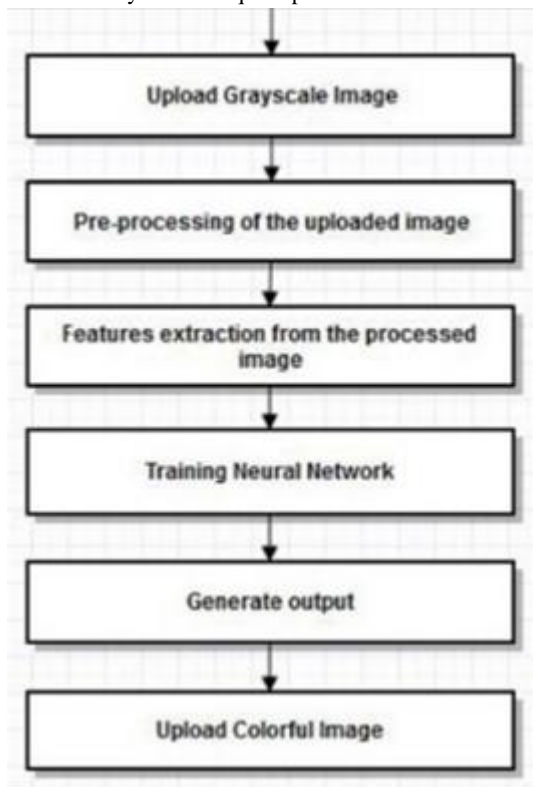 Upload Grayscale Image
Pre-processing of the uploaded image
Features extraction from the processed
image
Training Neural Network
Generate output
Upload Colorful Image